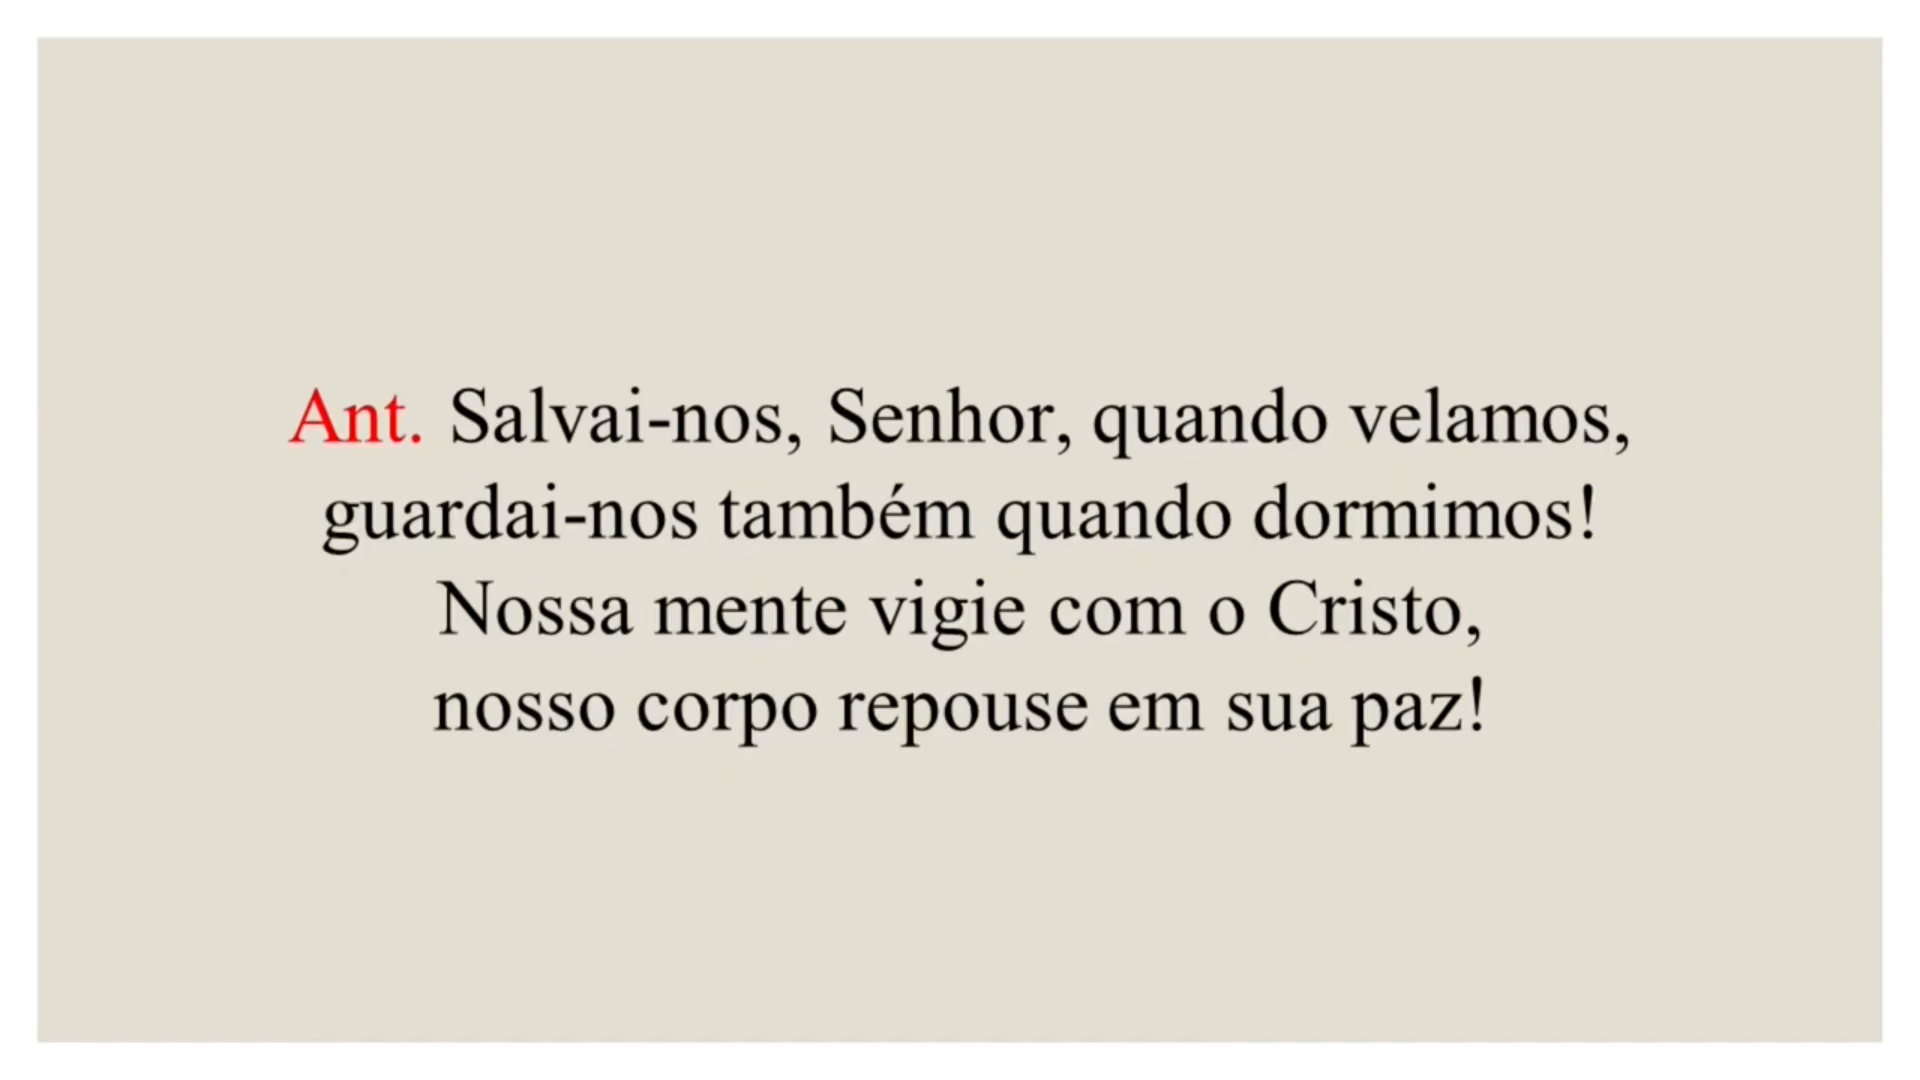 Ant. Salvai-nos, Senhor, quando velamos,
guardai-nos também quando dormimos!
Nossa mente vigie com o Cristo,
nosso corpo repouse em sua paz!